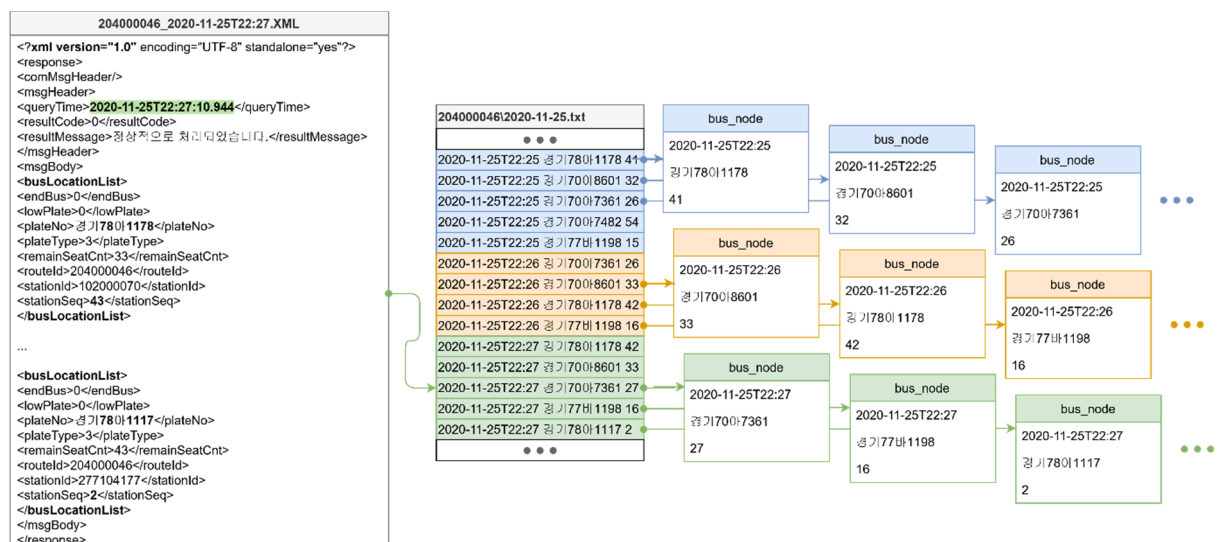 204000046_2020-11-25T22:27.XML
<?xml version="1.0" encoding="UTF-8" standalone="yes"?>
<response>
<comMsgHeader/>
<msgHeader>
<queryTime>2020-11-25T22:27:10.944</queryTime>
<resultCode>0</resultCode>
<resultMessage>정상적으로 처리되었습니다.</resultMessage>
</msgHeader>
<msgBody>
<busLocationList>
<endBus>0</endBus>
<lowPlate>0</lowPlate>
<plateNo>경기78아1178</plateNo>
<plateType>3</plateType>
<remainSeatCnt>33</remainSeatCnt>
<routeId>204000046</routeId>
<stationId>102000070</stationId>
<stationSeq>43</stationSeq>
</busLocationList>
...
<busLocationList>
<endBus>0</endBus>
<lowPlate>0</lowPlate>
<plateNo>경기78아1117</plateNo>
<plateType>3</plateType>
<remainSeatCnt>43</remainSeatCnt>
<routeId>204000046</routeId>
<stationId>277104177</stationId>
<stationSeq>2</stationSeq>
</busLocationList>
</msgBody>
</response>
204000046\2020-11-25.txt
2020-11-25T22:25 경기78아1178 41
2020-11-25T22:25 경기70아8601 32
2020-11-25T22:25 경기70아7361 26
2020-11-25T22:25 경기70아7482 54
2020-11-25T22:25 경기77바1198 15
2020-11-25T22:26 경기70아7361 26
2020-11-25T22:26 경기70아8601 33
2020-11-25T22:26 경기78아1178 42
2020-11-25T22:26 경기77바1198 16
2020-11-25T22:27 경기78아1178 42
2020-11-25T22:27 경기70아8601 33
2020-11-25T22:27 경기70아7361 27
2020-11-25T22:27 경기77바1198 16
2020-11-25T22:27 경기78아1117 2
bus_node
2020-11-25T22:25
경기78아1178
41
bus_node
2020-11-25T22:25
경기70아8601
32
bus_node
2020-11-25T22:25
경기70아7361
26
bus_node
2020-11-25T22:26
경기70아8601
33
bus_node
2020-11-25T22:26
경기78아1178
42
bus_node
2020-11-25T22:26
경기77바1198
16
bus_node
2020-11-25T22:27
경기70아7361
27
bus_node
2020-11-25T22:27
경기77바1198
16
bus_node
2020-11-25T22:27
경기78아1117
2